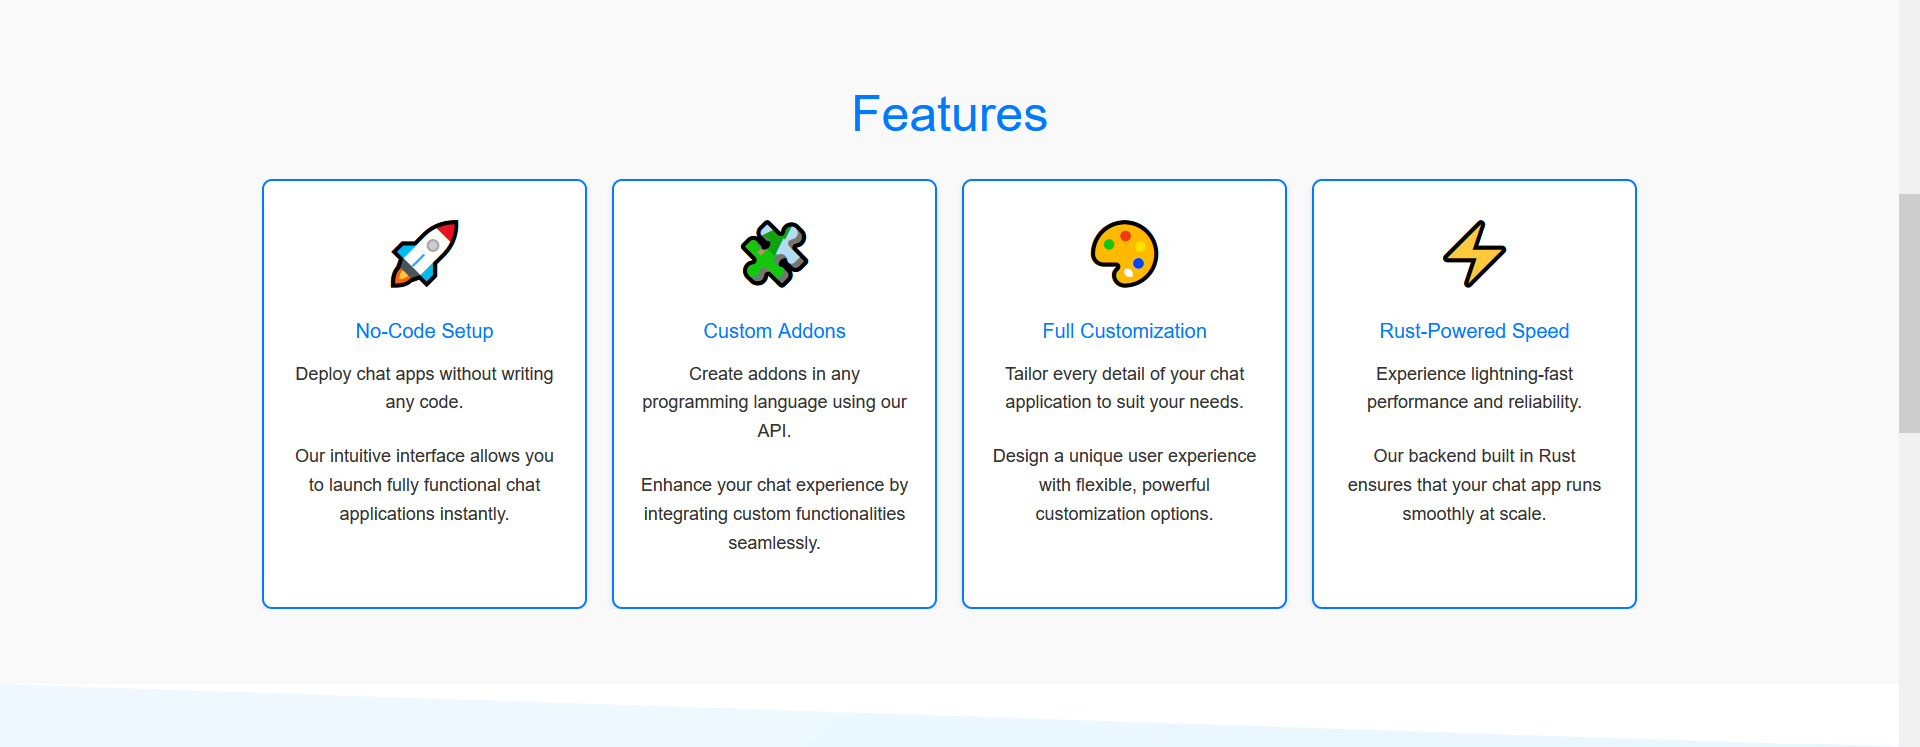 Features
No-Code Setup
Deploy chat apps without writing
any code.
Our intuitive interface allows you
to launch fully functional chat
applications instantly.
Custom Addons
Create addons in any
programming language using our
API.
Enhance your chat experience by
integrating custom functionalities
seamlessly.
Full Customization
Tailor every detail of your chat
application to suit your needs.
Design a unique user experience
with flexible, powerful
customization options.
Rust-Powered Speed
Experience lightning-fast
performance and reliability.
Our backend built in Rust
ensures that your chat app runs
smoothly at scale.